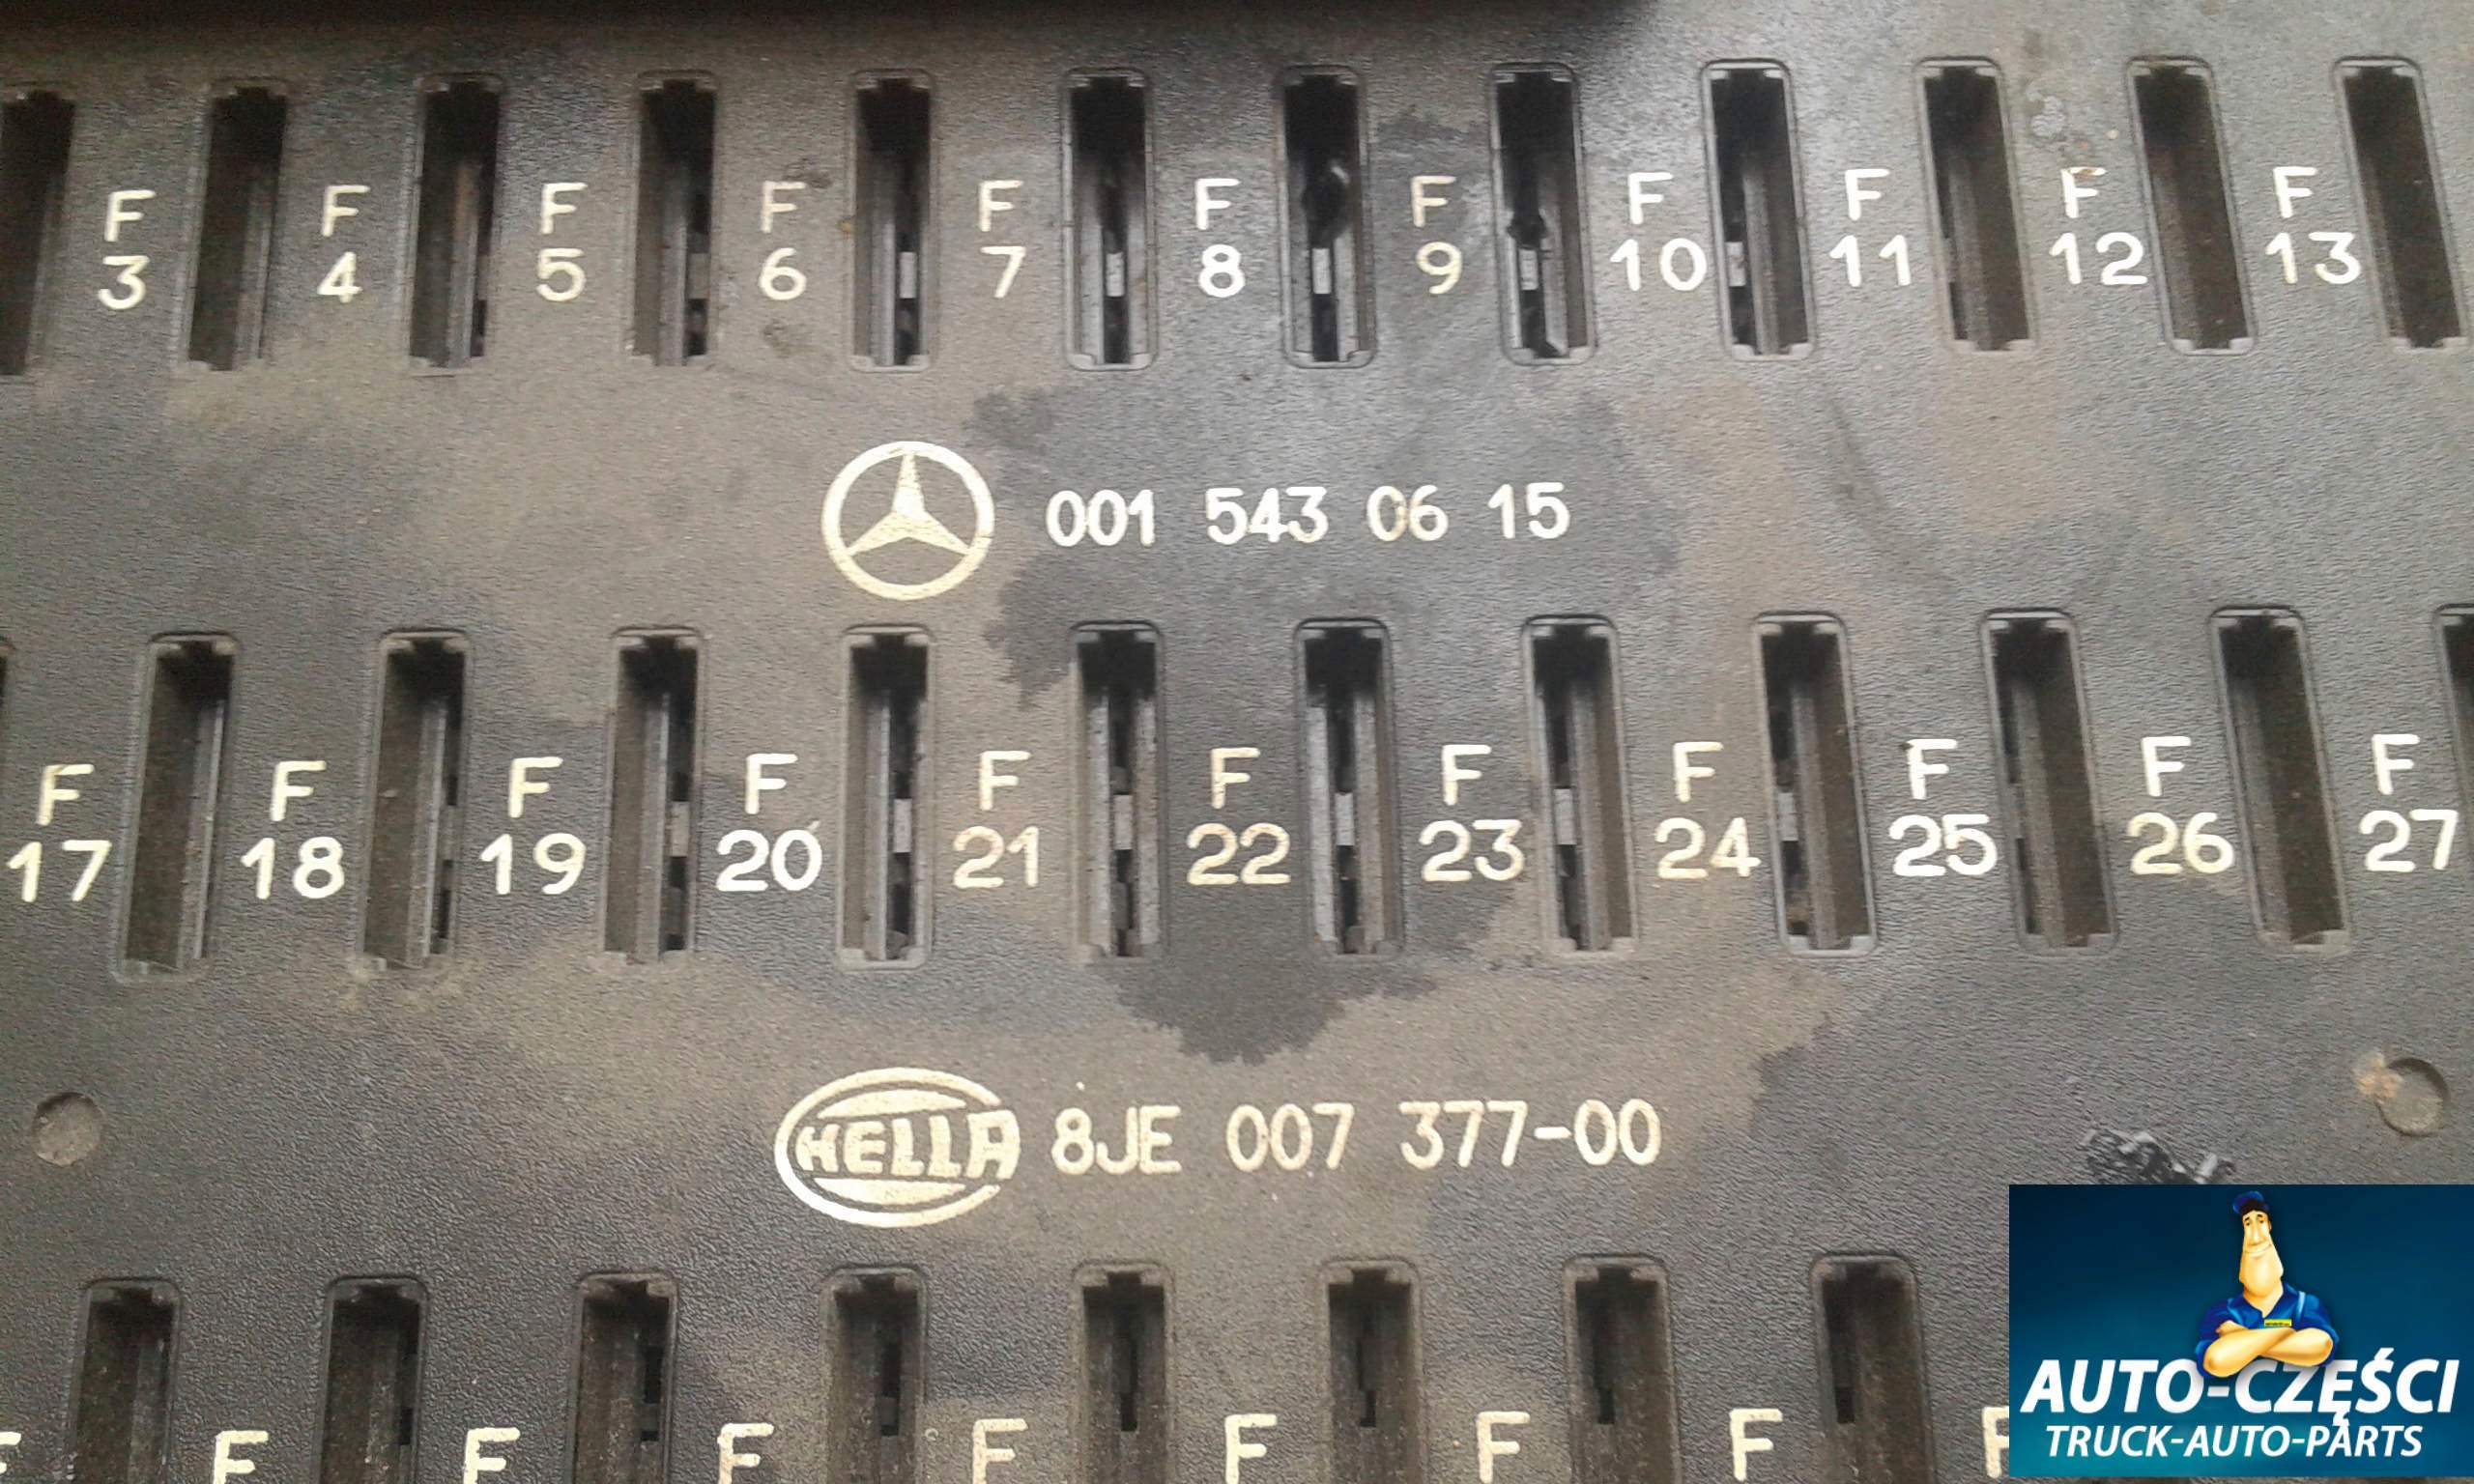 F F F F F F F F F F F
3 4 5 6 7 8 9 10 11 12 13
001 543 06 15
F F F F F F F F F F F
17 18 19 20 21 22 23 24 25 26 27
HELLA 8JE 007 377-00
F F F F F F F F F
AUTO-CZĘŚCI
TRUCK-AUTO-PARTS